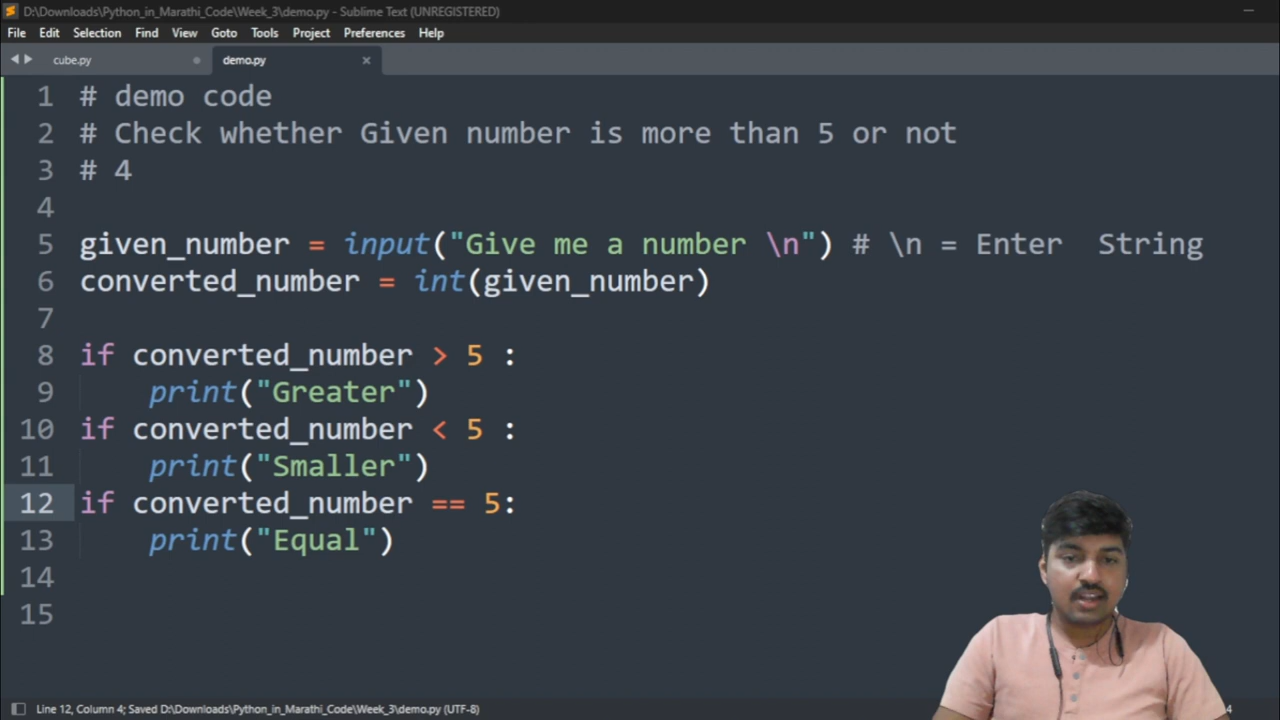 D:\Downloads\Python_in_Marathi_Code\Week_3\demo.py - Sublime Text (UNREGISTERED)
File Edit Selection Find View Goto Tools Project Preferences Help
cube.py demo.py
1 # demo code
2 # Check whether Given number is more than 5 or not
3 # 4
4
5 given_number = input("Give me a number \n") # \n = Enter  String
6 converted_number = int(given_number)
7
8 if converted_number > 5 :
9     print("Greater")
10 if converted_number < 5 :
11     print("Smaller")
12 if converted_number == 5:
13     print("Equal")
14
15
Line 12, Column 4; Saved D:\Downloads\Python_in_Marathi_Code\Week_3\demo.py (UTF-8)